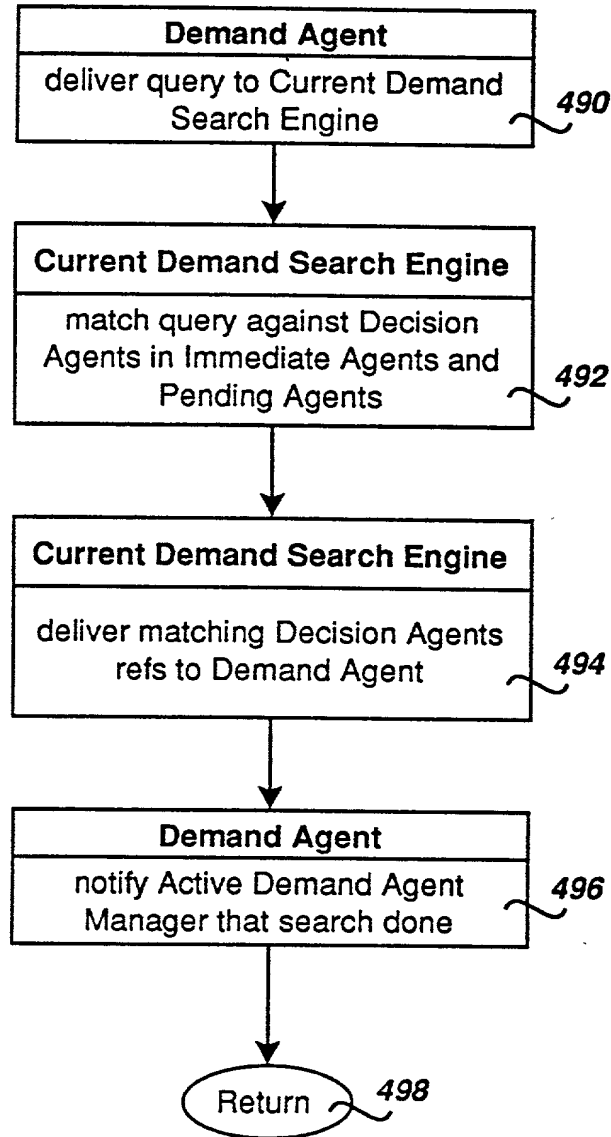 Demand Agent
deliver query to Current Demand
Search Engine
490
Current Demand Search Engine
match query against Decision
Agents in Immediate Agents and
Pending Agents
492
Current Demand Search Engine
deliver matching Decision Agents
refs to Demand Agent
494
Demand Agent
notify Active Demand Agent
Manager that search done
496
Return
498